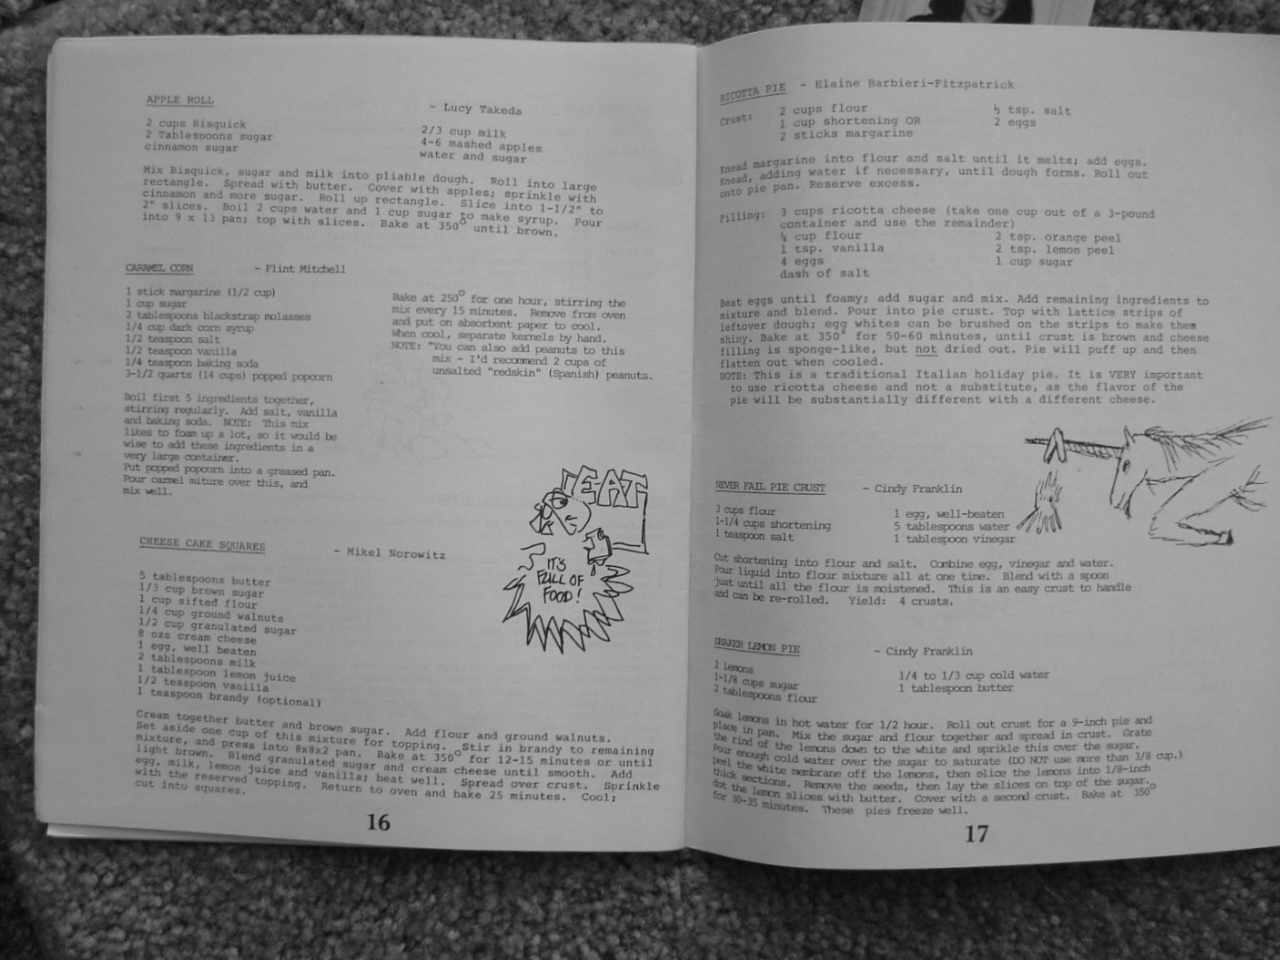 APPLE ROLL - Lucy Takeda
2 cups Bisquick 2/3 cup milk
2 Tablespoons sugar 4-6 mashed apples
cinnamon sugar water and sugar
Mix Bisquick, sugar and milk into pliable dough. Roll into large
rectangle. Spread with butter. Cover with apples; sprinkle with
cinnamon and more sugar. Roll up rectangle. Slice into 1-1/2" to
2" slices. Boil 2 cups water and 1 cup sugar to make syrup. Pour
into 9 x 13 pan; top with slices. Bake at 350° until brown.
CARAMEL CORN - Flint Mitchell
1 stick margarine (1/2 cup)
1 cup sugar
2 tablespoons blackstrap molasses
1/4 cup dark corn syrup
1/2 teaspoon salt
1/2 teaspoon vanilla
1/4 teaspoon baking soda
3-1/2 quarts (14 cups) popped popcorn
Boil first 5 ingredients together,
stirring regularly. Add salt, vanilla
and baking soda. NOTE: This mix
likes to foam up a lot, so it would be
wise to add these ingredients in a
very large container.
Put popped popcorn into a greased pan.
Pour carmel miture over this, and
mix well.
Bake at 250° for one hour, stirring the
mix every 15 minutes. Remove from oven
and put on absorbent paper to cool.
When cool, separate kernels by hand.
NOTE: "You can also add peanuts to this
mix - I'd recommend 2 cups of
unsalted "redskin" (Spanish) peanuts.
EAT
IT'S
FULL OF
FOOD!
CHEESE CAKE SQUARES - Mikel Norowitz
5 tablespoons butter
1/3 cup brown sugar
1 cup sifted flour
1/4 cup ground walnuts
1/2 cup granulated sugar
8 ozs cream cheese
1 egg, well beaten
2 tablespoons milk
1 tablespoon lemon juice
1/2 teaspoon vanilla
1 teaspoon brandy (optional)
Cream together butter and brown sugar. Add flour and ground walnuts.
Set aside one cup of this mixture for topping. Stir in brandy to remaining
mixture, and press into 8x8x2 pan. Bake at 350° for 12-15 minutes or until
light brown. Blend granulated sugar and cream cheese until smooth. Add
egg, milk, lemon juice and vanilla; beat well. Spread over crust. Sprinkle
with the reserved topping. Return to oven and bake 25 minutes. Cool;
cut into squares.
16
RICOTTA PIE - Elaine Barbieri-Fitzpatrick
Crust: 2 cups flour ½ tsp. salt
1 cup shortening OR 2 eggs
2 sticks margarine
Knead margarine into flour and salt until it melts; add eggs.
Knead, adding water if necessary, until dough forms. Roll out
onto pie pan. Reserve excess.
Filling: 3 cups ricotta cheese (take one cup out of a 3-pound
container and use the remainder)
cup flour 2 tsp. orange peel
1 tsp. vanilla 2 tsp. lemon peel
4 eggs 1 cup sugar
dash of salt
Beat eggs until foamy; add sugar and mix. Add remaining ingredients to
mixture and blend. Pour into pie crust. Top with lattice strips of
leftover dough; egg whites can be brushed on the strips to make them
shiny. Bake at 350° for 50-60 minutes, until crust is brown and cheese
filling is sponge-like, but not dried out. Pie will puff up and then
flatten out when cooled.
NOTE: This is a traditional Italian holiday pie. It is VERY important
to use ricotta cheese and not a substitute, as the flavor of the
pie will be substantially different with a different cheese.
NEVER FAIL PIE CRUST - Cindy Franklin
3 cups flour 1 egg, well-beaten
1-1/4 cups shortening 5 tablespoons water
1 teaspoon salt 1 tablespoon vinegar
Cut shortening into flour and salt. Combine egg, vinegar and water.
Pour liquid into flour mixture all at one time. Blend with a spoon
just until all the flour is moistened. This is an easy crust to handle
and can be re-rolled. Yield: 4 crusts.
SHAKER LEMON PIE - Cindy Franklin
2 lemons 1/4 to 1/3 cup cold water
1-1/8 cups sugar 1 tablespoon butter
2 tablespoons flour
Soak lemons in hot water for 1/2 hour. Roll out crust for a 9-inch pie and
place in pan. Mix the sugar and flour together and spread in crust. Grate
the rind of the lemons down to the white and sprikle this over the sugar.
Pour enough cold water over the sugar to saturate (DO NOT use more than 3/8 cup.)
peel the white membrane off the lemons, then slice the lemons into 1/8-inch
thick sections. Remove the seeds, then lay the slices on top of the sugar.
dot the lemon slices with butter. Cover with a second crust. Bake at 350°
for 30-35 minutes. These pies freeze well.
17